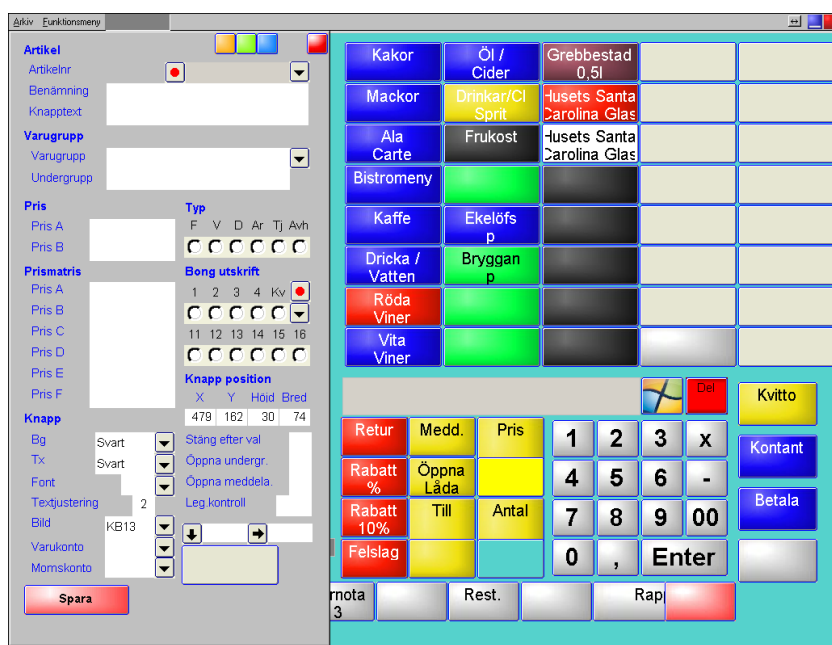 Arkiv Funktionsmeny
Artikel
Artikelnr
Benämning
Knapptext
Varugrupp
Varugrupp
Undergrupp
Pris
Pris A
Pris B
Typ
F V D Ar Tj Avh
Prismatris
Pris A
Pris B
Pris C
Pris D
Pris E
Pris F
Bong utskrift
1 2 3 4 Kv
11 12 13 14 15 16
Knapp position
X Y Höjd Bred
479 162 30 74
Knapp
Bg Svart
Tx Svart
Font
Textjustering 2
Bild KB13
Varukonto
Momskonto
Stäng efter val
Öppna undergr.
Öppna meddela.
Leg.kontroll
Spara
Kakor
Öl /
Cider
Grebbestad
0,5l
Mackor
Drinkar/Cl
Sprit
Husets Santa
Carolina Glas
Ala
Carte
Frukost
Husets Santa
Carolina Glas
Bistromeny
Kaffe
Ekelöfs
p
Dricka /
Vatten
Bryggan
p
Röda
Viner
Vita
Viner
Del
Kvitto
Kontant
Betala
Retur
Medd.
Pris
1 2 3 x
Rabatt
%
Öppna
Låda
4 5 6 -
Rabatt
10%
Till
Antal
7 8 9 00
Felslag
0 , Enter
rnota
3
Rest.
Rap